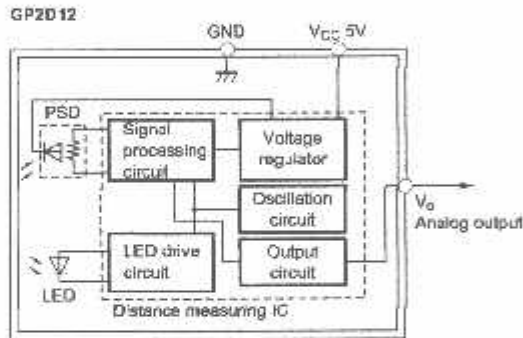 GP2D12
GND
VCC 5V
PSD
Signal
processing
circuit
Voltage
regulator
Oscillation
circuit
Vo
Analog output
LED drive
circuit
Output
circuit
LED
Distance measuring IC